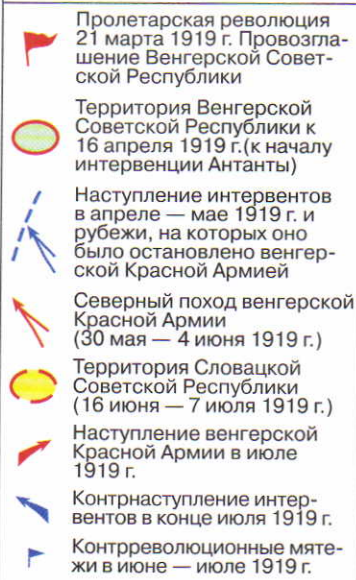 Пролетарская революция
21 марта 1919 г. Провозгла-
шение Венгерской Совет-
ской Республики
Территория Венгерской
Советской Республики к
16 апреля 1919 г.(к началу
интервенции Антанты)
Наступление интервентов
в апреле — мае 1919 г. и
рубежи, на которых оно
было остановлено венгер-
ской Красной Армией
Северный поход венгерской
Красной Армии
(30 мая — 4 июня 1919 г.)
Территория Словацкой
Советской Республики
(16 июня — 7 июля 1919 г.)
Наступление венгерской
Красной Армии в июле
1919 г.
Контрнаступление интер-
вентов в конце июля 1919 г.
Контрреволюционные мяте-
жи в июне — июле 1919 г.